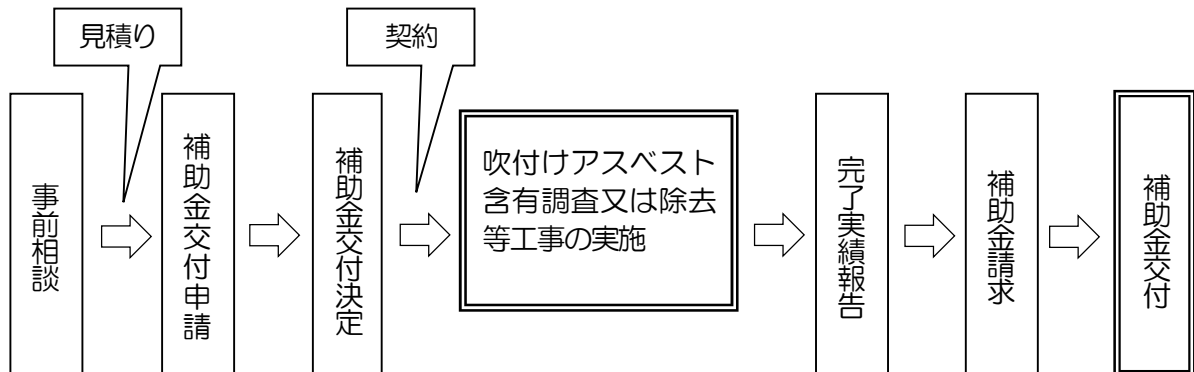 見積り
契約
事前相談
補助金交付申請
補助金交付決定
吹付けアスベスト
含有調査又は除去
等工事の実施
完了実績報告
補助金請求
補助金交付